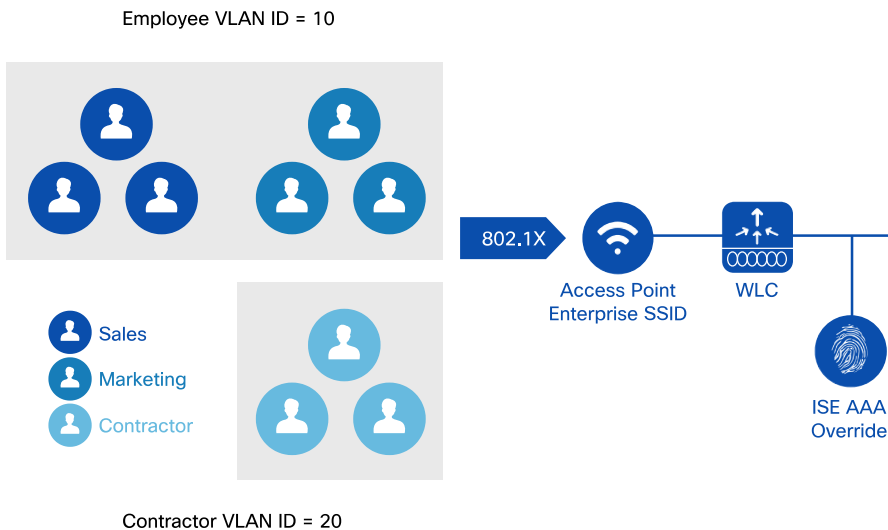 Employee VLAN ID = 10
802.1X
Access Point
Enterprise SSID
WLC
Sales
Marketing
Contractor
ISE AAA
Override
Contractor VLAN ID = 20